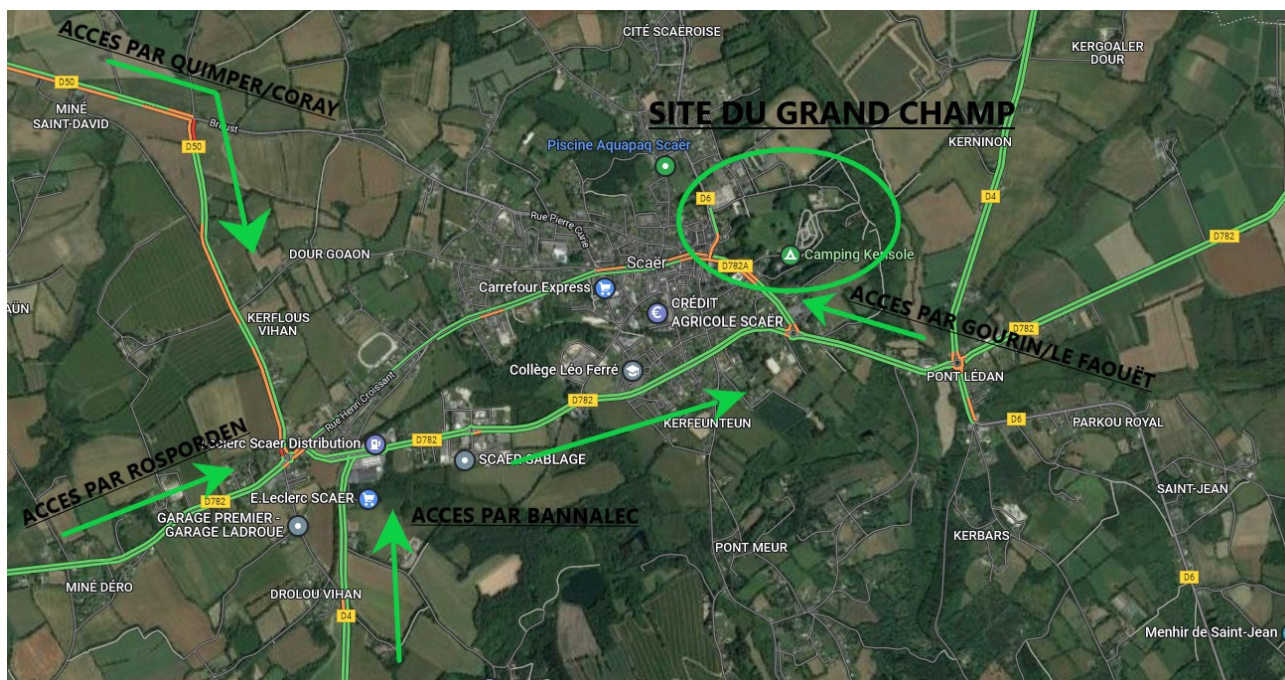 CITÉ SCAËROISE
KERGOALER
DOUR
ACCES PAR QUIMPER/CORAY
D50
MINÉ
SAINT-DAVID
Broust
D50
SITE DU GRAND CHAMP
KERNINON
Piscine Aquapaq Scaër
D6
D4
Rue Pierre Curie
D782
DOUR GOAON
Scaër
D782A
Camping Kerisole
Carrefour Express
CRÉDIT
AGRICOLE SCAËR
ACCES PAR GOURIN/LE FAOUËT
D782
KERFLOUS
VIHAN
Collège Léo Ferré
PONT LÉDAN
Rue Henri Croissant
D782
D6
PARKOU ROYAL
KERFEUNTEUN
Leclerc Scaer Distribution
D782
SCAER SABLAGE
ACCES PAR ROSPORDEN
SAINT-JEAN
E.Leclerc SCAER
D782
ACCES PAR BANNALEC
GARAGE PREMIER -
GARAGE LADROUE
KERBARS
PONT MEUR
MINÉ DÉRO
DROLOU VIHAN
D6
D4
Menhir de Saint-Jean